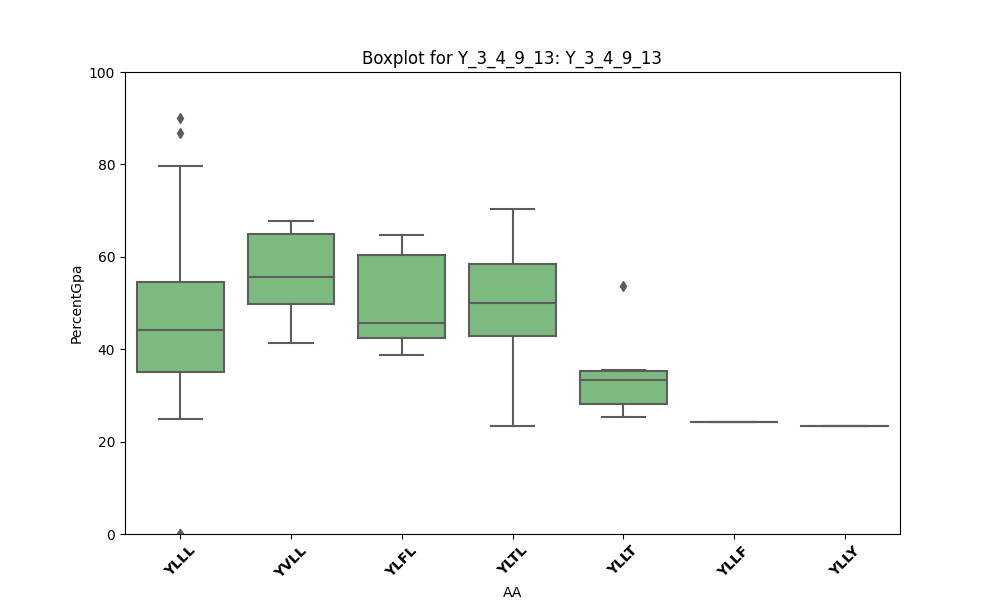 Boxplot for Y_3_4_9_13: Y_3_4_9_13
100
80
60
40
20
0
PercentGpa
YLLL
YVLL
YLFL
YLTL
YLLT
YLLF
YLLY
AA